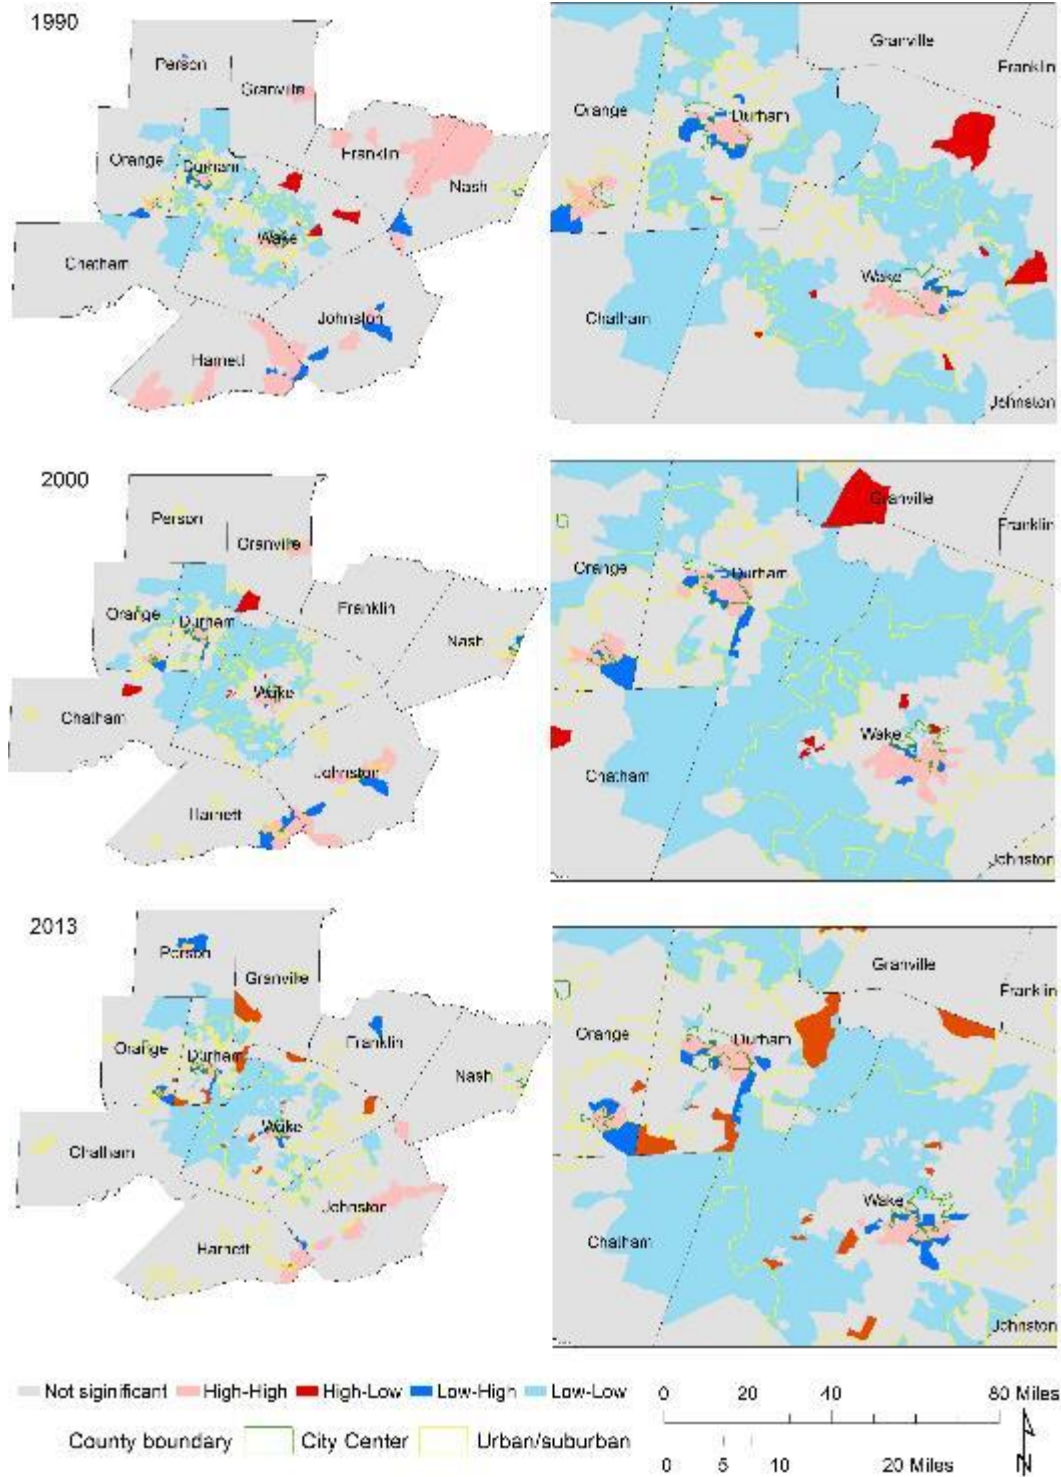 1990
Person
Granville
Orange
Durham
Franklin
Nash
Wake
Chatham
Johnston
Harnett
Granville
Franklin
Orange
Durham
Wake
Chatham
Johnston
2000
Person
Granville
Orange
Durham
Franklin
Nash
Wake
Chatham
Johnston
Harnett
Granville
Franklin
Orange
Durham
Wake
Chatham
Johnston
2013
Person
Granville
Orange
Durham
Franklin
Nash
Wake
Chatham
Johnston
Harnett
Granville
Franklin
Orange
Durham
Wake
Chatham
Johnston
Not siginificant High-High High-Low Low-High Low-Low
County boundary City Center Urban/suburban
0 20 40 80 Miles
0 5 10 20 Miles
N